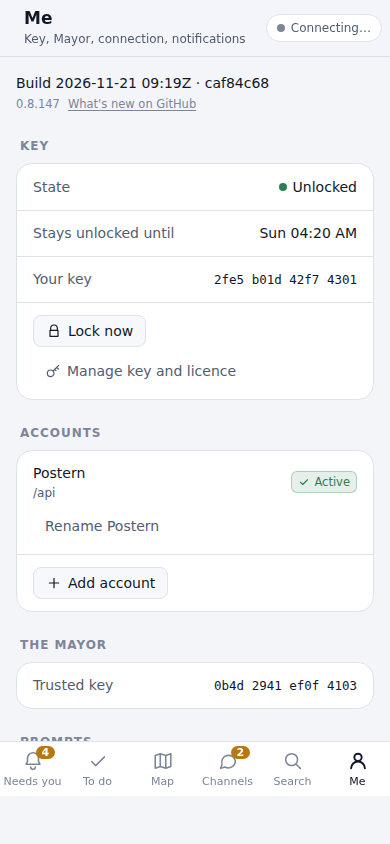 Me
Key, Mayor, connection, notifications
Connecting…
Build 2026-11-21 09:19Z · caf84c68
0.8.147 What's new on GitHub
KEY
State Unlocked
Stays unlocked until Sun 04:20 AM
Your key 2fe5 b01d 42f7 4301
Lock now
Manage key and licence
ACCOUNTS
Postern
/api
Active
Rename Postern
Add account
THE MAYOR
Trusted key 0b4d 2941 ef0f 4103
PROMPTS
4 2
Needs you To do Map Channels Search Me